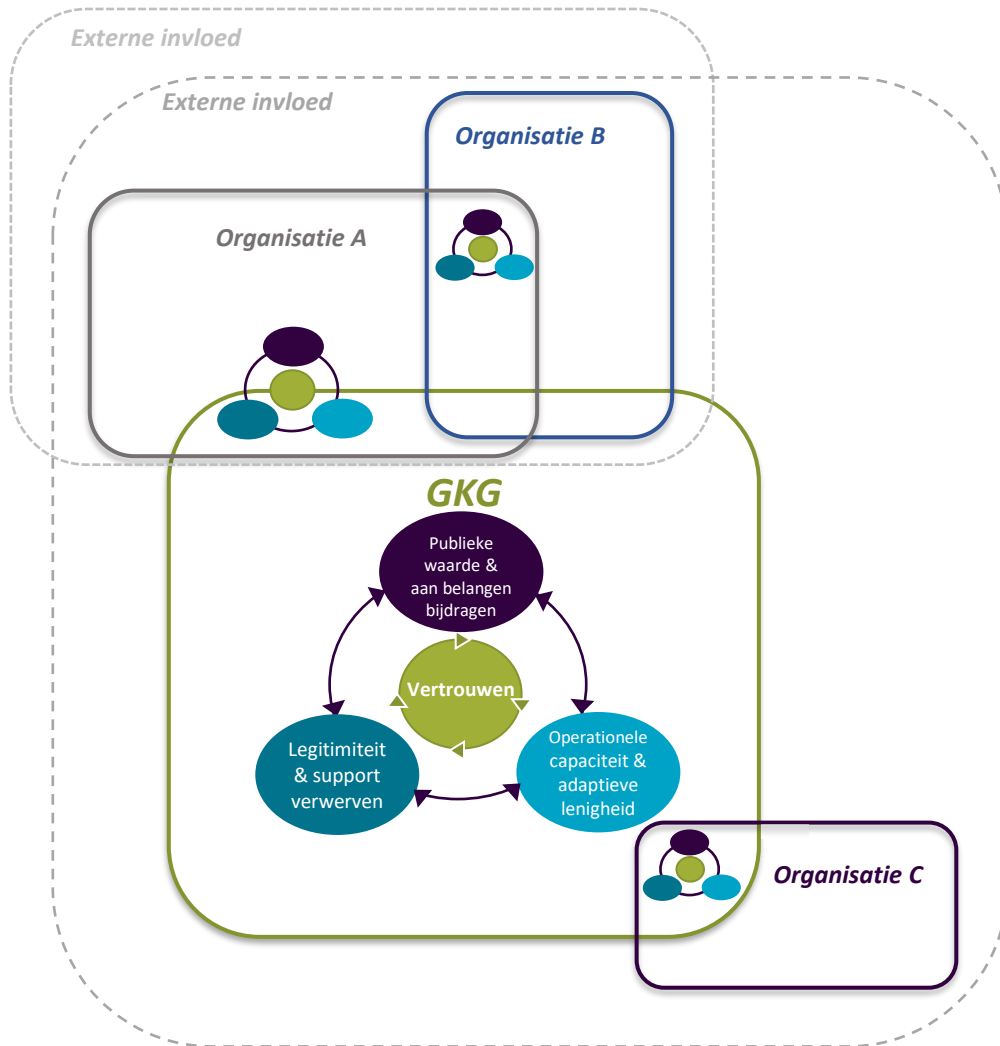 Externe invloed
Externe invloed
Organisatie B
Organisatie A
GKG
Publieke
waarde &
aan belangen
bijdragen
Vertrouwen
Legitimiteit
& support
verwerven
Operationele
capaciteit &
adaptieve
lenigheid
Organisatie C